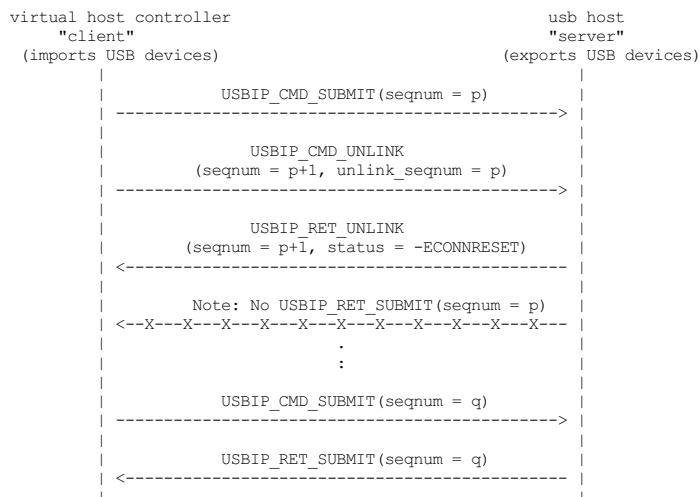 virtual host controller                                 usb host
     "client"                                           "server"
 (imports USB devices)                             (exports USB devices)
         |                                                 |
         |            USBIP_CMD_SUBMIT(seqnum = p)         |
         | ----------------------------------------------> |
         |                                                 |
         |               USBIP_CMD_UNLINK                  |
         |         (seqnum = p+1, unlink_seqnum = p)       |
         | ----------------------------------------------> |
         |                                                 |
         |               USBIP_RET_UNLINK                  |
         |        (seqnum = p+1, status = -ECONNRESET)     |
         | <---------------------------------------------- |
         |                                                 |
         |         Note: No USBIP_RET_SUBMIT(seqnum = p)   |
         | <--X---X---X---X---X---X---X---X---X---X---X--- |
         |                        .                        |
         |                        :                        |
         |                                                 |
         |            USBIP_CMD_SUBMIT(seqnum = q)         |
         | ----------------------------------------------> |
         |                                                 |
         |            USBIP_RET_SUBMIT(seqnum = q)         |
         | <---------------------------------------------- |
         |                                                 |